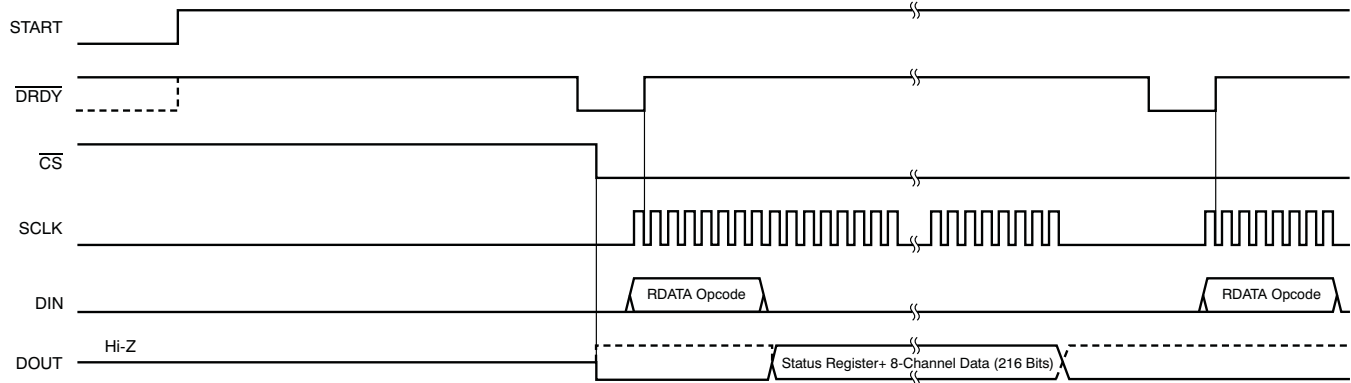 START
DRDY
CS
SCLK
DIN
RDATA Opcode
RDATA Opcode
Hi-Z
DOUT
Status Register+ 8-Channel Data (216 Bits)